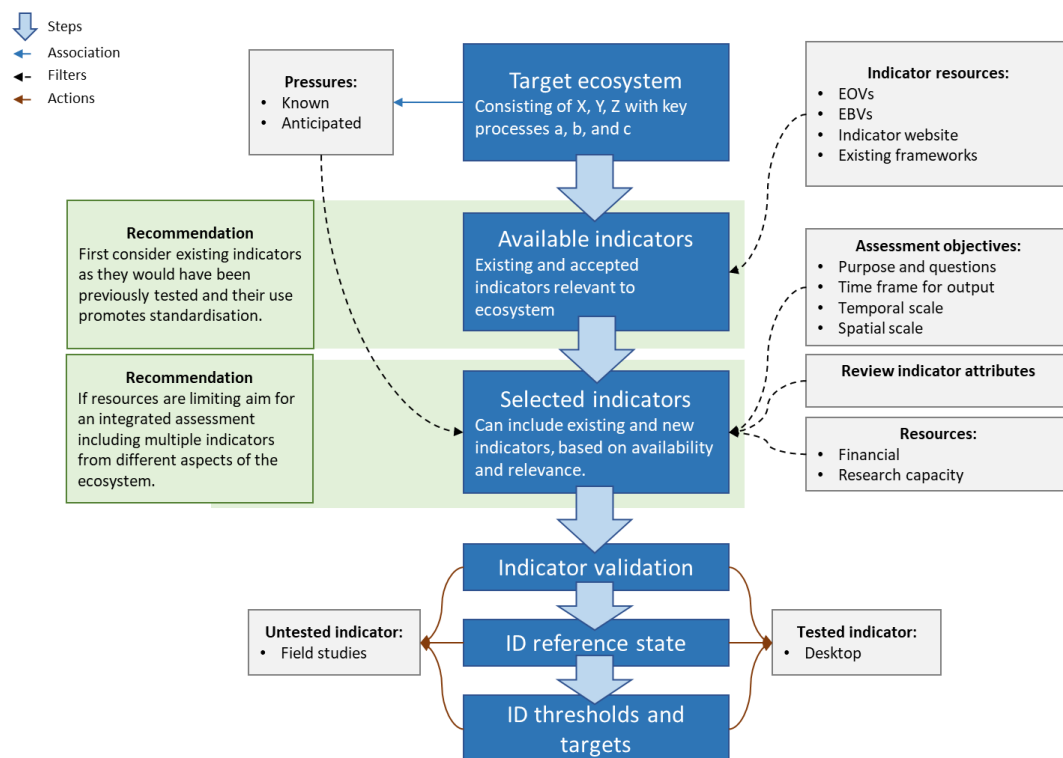 Steps
Association
Filters
Actions
Pressures:
• Known
• Anticipated
Target ecosystem
Consisting of X, Y, Z with key
processes a, b, and c
Indicator resources:
• EOVs
• EBVs
• Indicator website
• Existing frameworks
Recommendation
First consider existing indicators
as they would have been
previously tested and their use
promotes standardisation.
Available indicators
Existing and accepted
indicators relevant to
ecosystem
Assessment objectives:
• Purpose and questions
• Time frame for output
• Temporal scale
• Spatial scale
Recommendation
If resources are limiting aim for
an integrated assessment
including multiple indicators
from different aspects of the
ecosystem.
Selected indicators
Can include existing and new
indicators, based on availability
and relevance.
Review indicator attributes
Resources:
• Financial
• Research capacity
Indicator validation
Untested indicator:
• Field studies
ID reference state
Tested indicator:
• Desktop
ID thresholds and
targets